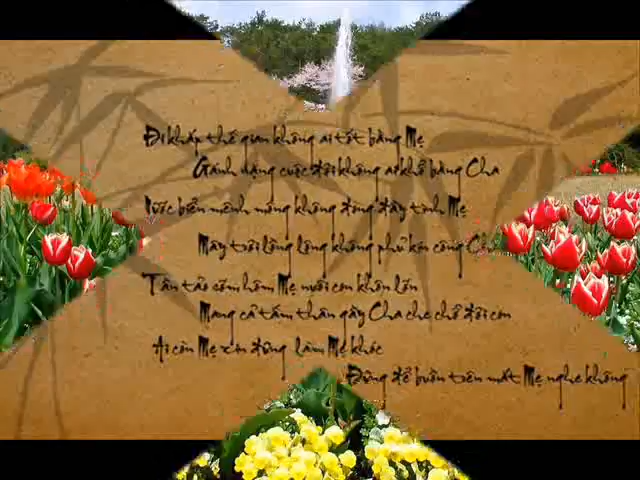 Đi khắp thế gian không ai tốt bằng Mẹ
Gánh nặng cuộc đời không ai khổ bằng Cha
Nước biển mênh mông không đong đầy tình Mẹ
Mây trời lồng lộng không phủ kín công Cha
Tần tảo sớm hôm Mẹ nuôi con khôn lớn
Mang cả tấm thân gầy Cha che chở đời con
Ai còn Mẹ xin đừng làm Mẹ khóc
Đừng để buồn lên mắt Mẹ nghe không